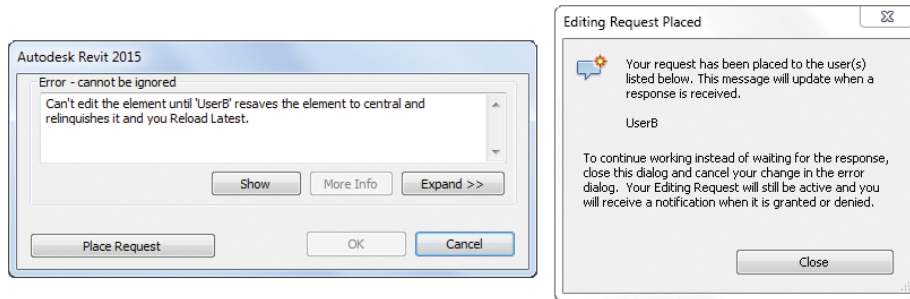 Autodesk Revit 2015
Error - cannot be ignored
Can't edit the element until 'UserB' resaves the element to central and
relinquishes it and you Reload Latest.
Show
More Info
Expand >>
Place Request
OK
Cancel
Editing Request Placed
Your request has been placed to the user(s)
listed below. This message will update when a
response is received.
UserB
To continue working instead of waiting for the response,
close this dialog and cancel your change in the error
dialog. Your Editing Request will still be active and you
will receive a notification when it is granted or denied.
Close